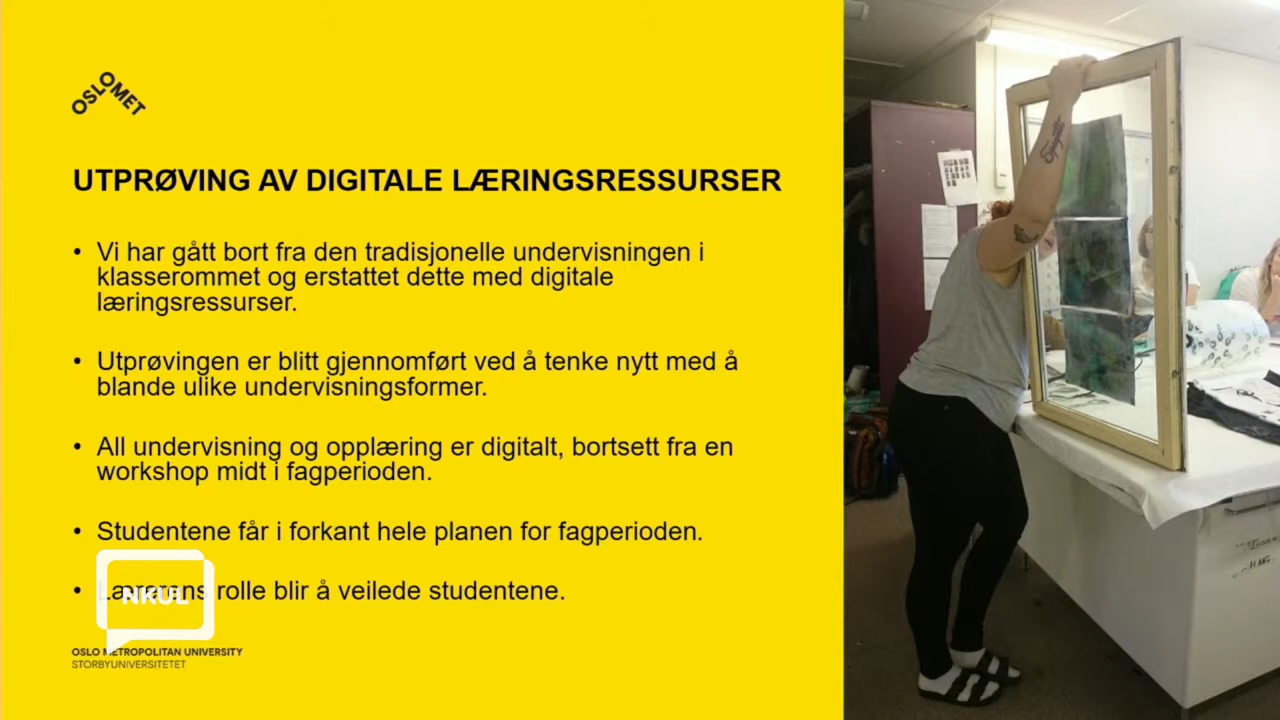 OSLOMET
UTPRØVING AV DIGITALE LÆRINGSRESSURSER
• Vi har gått bort fra den tradisjonelle undervisningen i
klasserommet og erstattet dette med digitale
læringsressurser.
• Utprøvingen er blitt gjennomført ved å tenke nytt med å
blande ulike undervisningsformer.
• All undervisning og opplæring er digitalt, bortsett fra en
workshop midt i fagperioden.
• Studentene får i forkant hele planen for fagperioden.
• Lærerens rolle blir å veilede studentene.
NKUL
OSLO METROPOLITAN UNIVERSITY
STORBYUNIVERSITETET